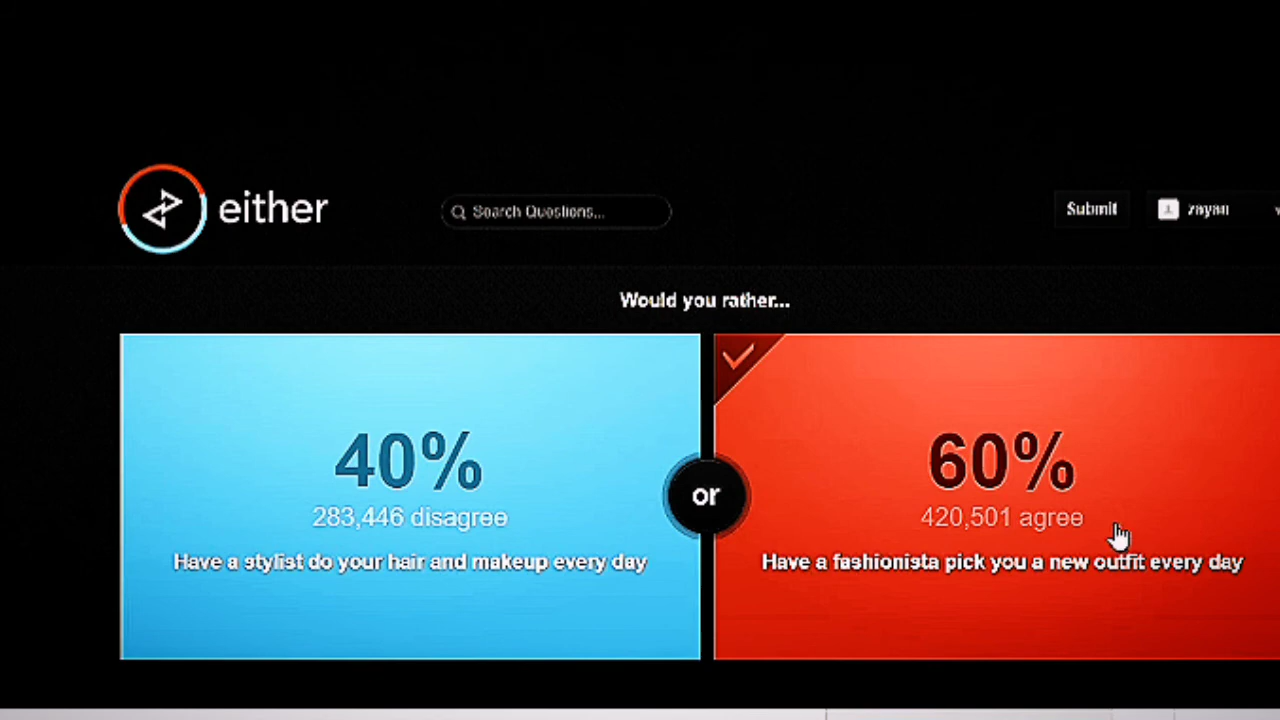 either
Search Questions...
Submit
zayan
Would you rather...
40%
283,446 disagree
Have a stylist do your hair and makeup every day
or
60%
420,501 agree
Have a fashionista pick you a new outfit every day